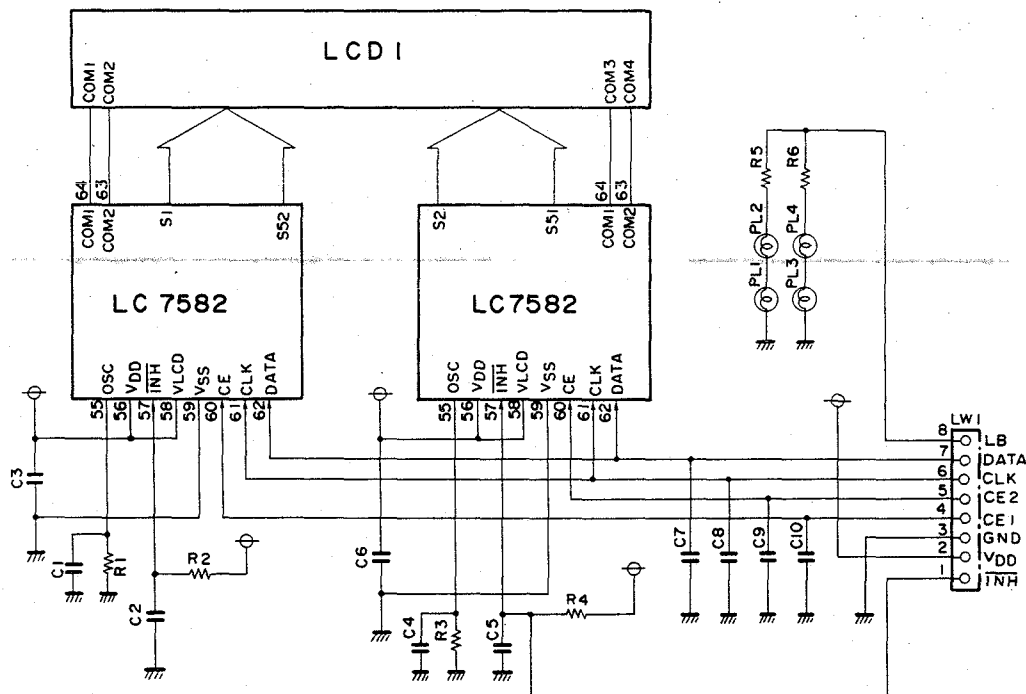 LCD1
COM1
COM2
COM3
COM4
64
63
64
63
COM1
COM2
S1
S52
S2
S51
COM1
COM2
LC 7582
LC7582
OSC
VDD
INH
VLCD
VSS
CE
CLK
DATA
55
56
57
58
59
60
61
62
OSC
VDD
INH
VLCD
VSS
CE
CLK
DATA
55
56
57
58
59
60
61
62
R5
R6
PL2
PL4
PL1
PL3
C3
C1
R1
R2
C2
C6
C4
R3
C5
R4
C7
C8
C9
C10
LW1
8 LB
7 DATA
6 CLK
5 CE2
4 CE1
3 GND
2 VDD
1 INH